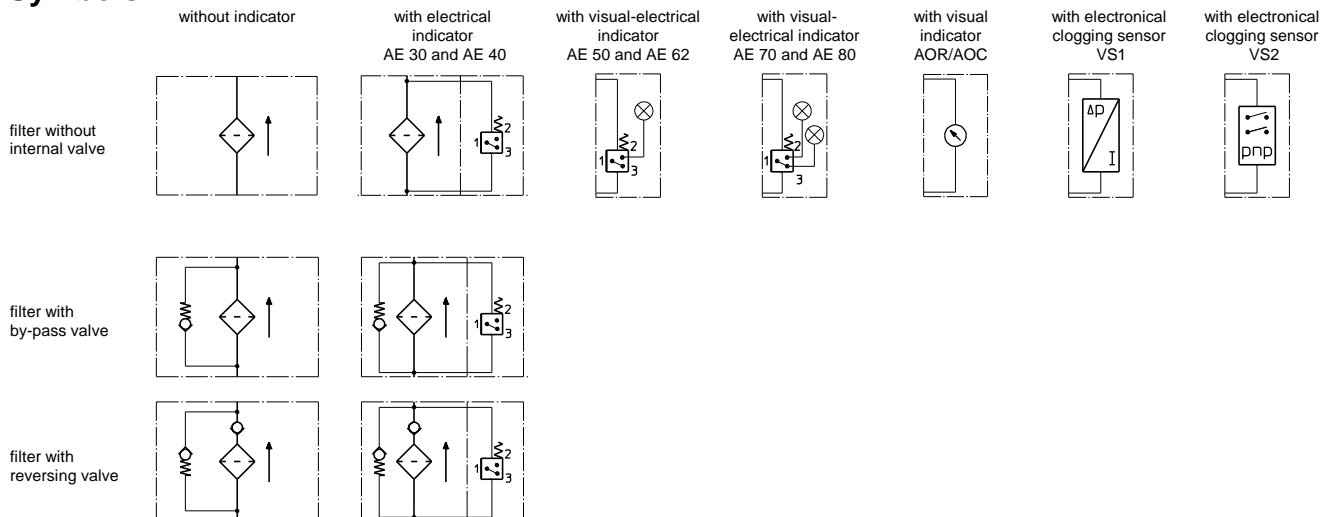 without indicator
with electrical
indicator
AE 30 and AE 40
with visual-electrical
indicator
AE 50 and AE 62
with visual-
electrical indicator
AE 70 and AE 80
with visual
indicator
AOR/AOC
with electronical
clogging sensor
VS1
with electronical
clogging sensor
VS2
filter without
internal valve
1 2
3
1 2
3
1 2
3
Δp
I
pnp
filter with
by-pass valve
1 2
3
filter with
reversing valve
1 2
3